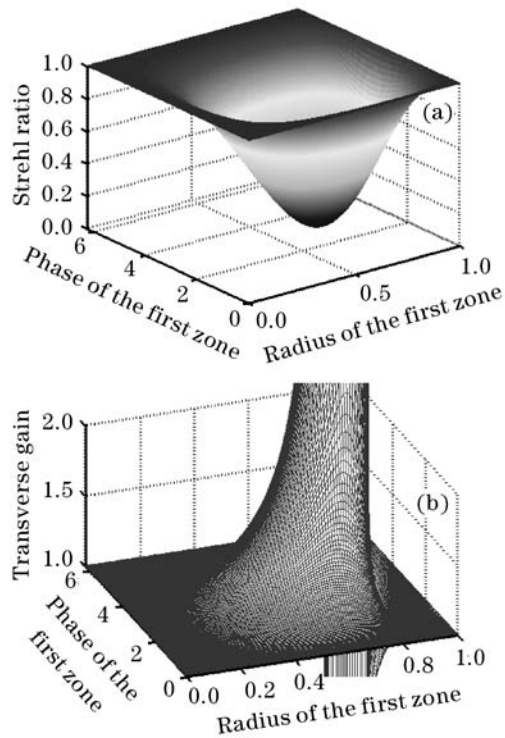 1.0
0.8
0.6
0.4
0.2
0.0
Strehl ratio
(a)
6
4
2
0
Phase of the first zone
0.0
0.5
1.0
Radius of the first zone
2.0
1.5
1.0
Transverse gain
(b)
6
4
2
0
Phase of the
first zone
0.0
0.2
0.4
0.8
1.0
Radius of the first zone